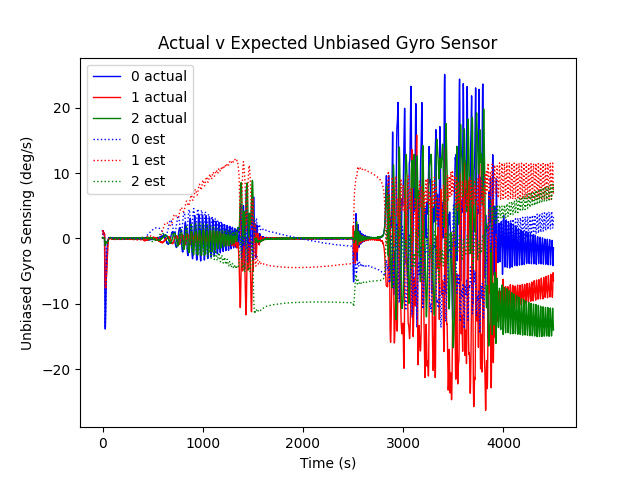 Actual v Expected Unbiased Gyro Sensor
0 actual
1 actual
2 actual
0 est
1 est
2 est
20
10
0
−10
−20
Unbiased Gyro Sensing (deg/s)
0 1000 2000 3000 4000
Time (s)